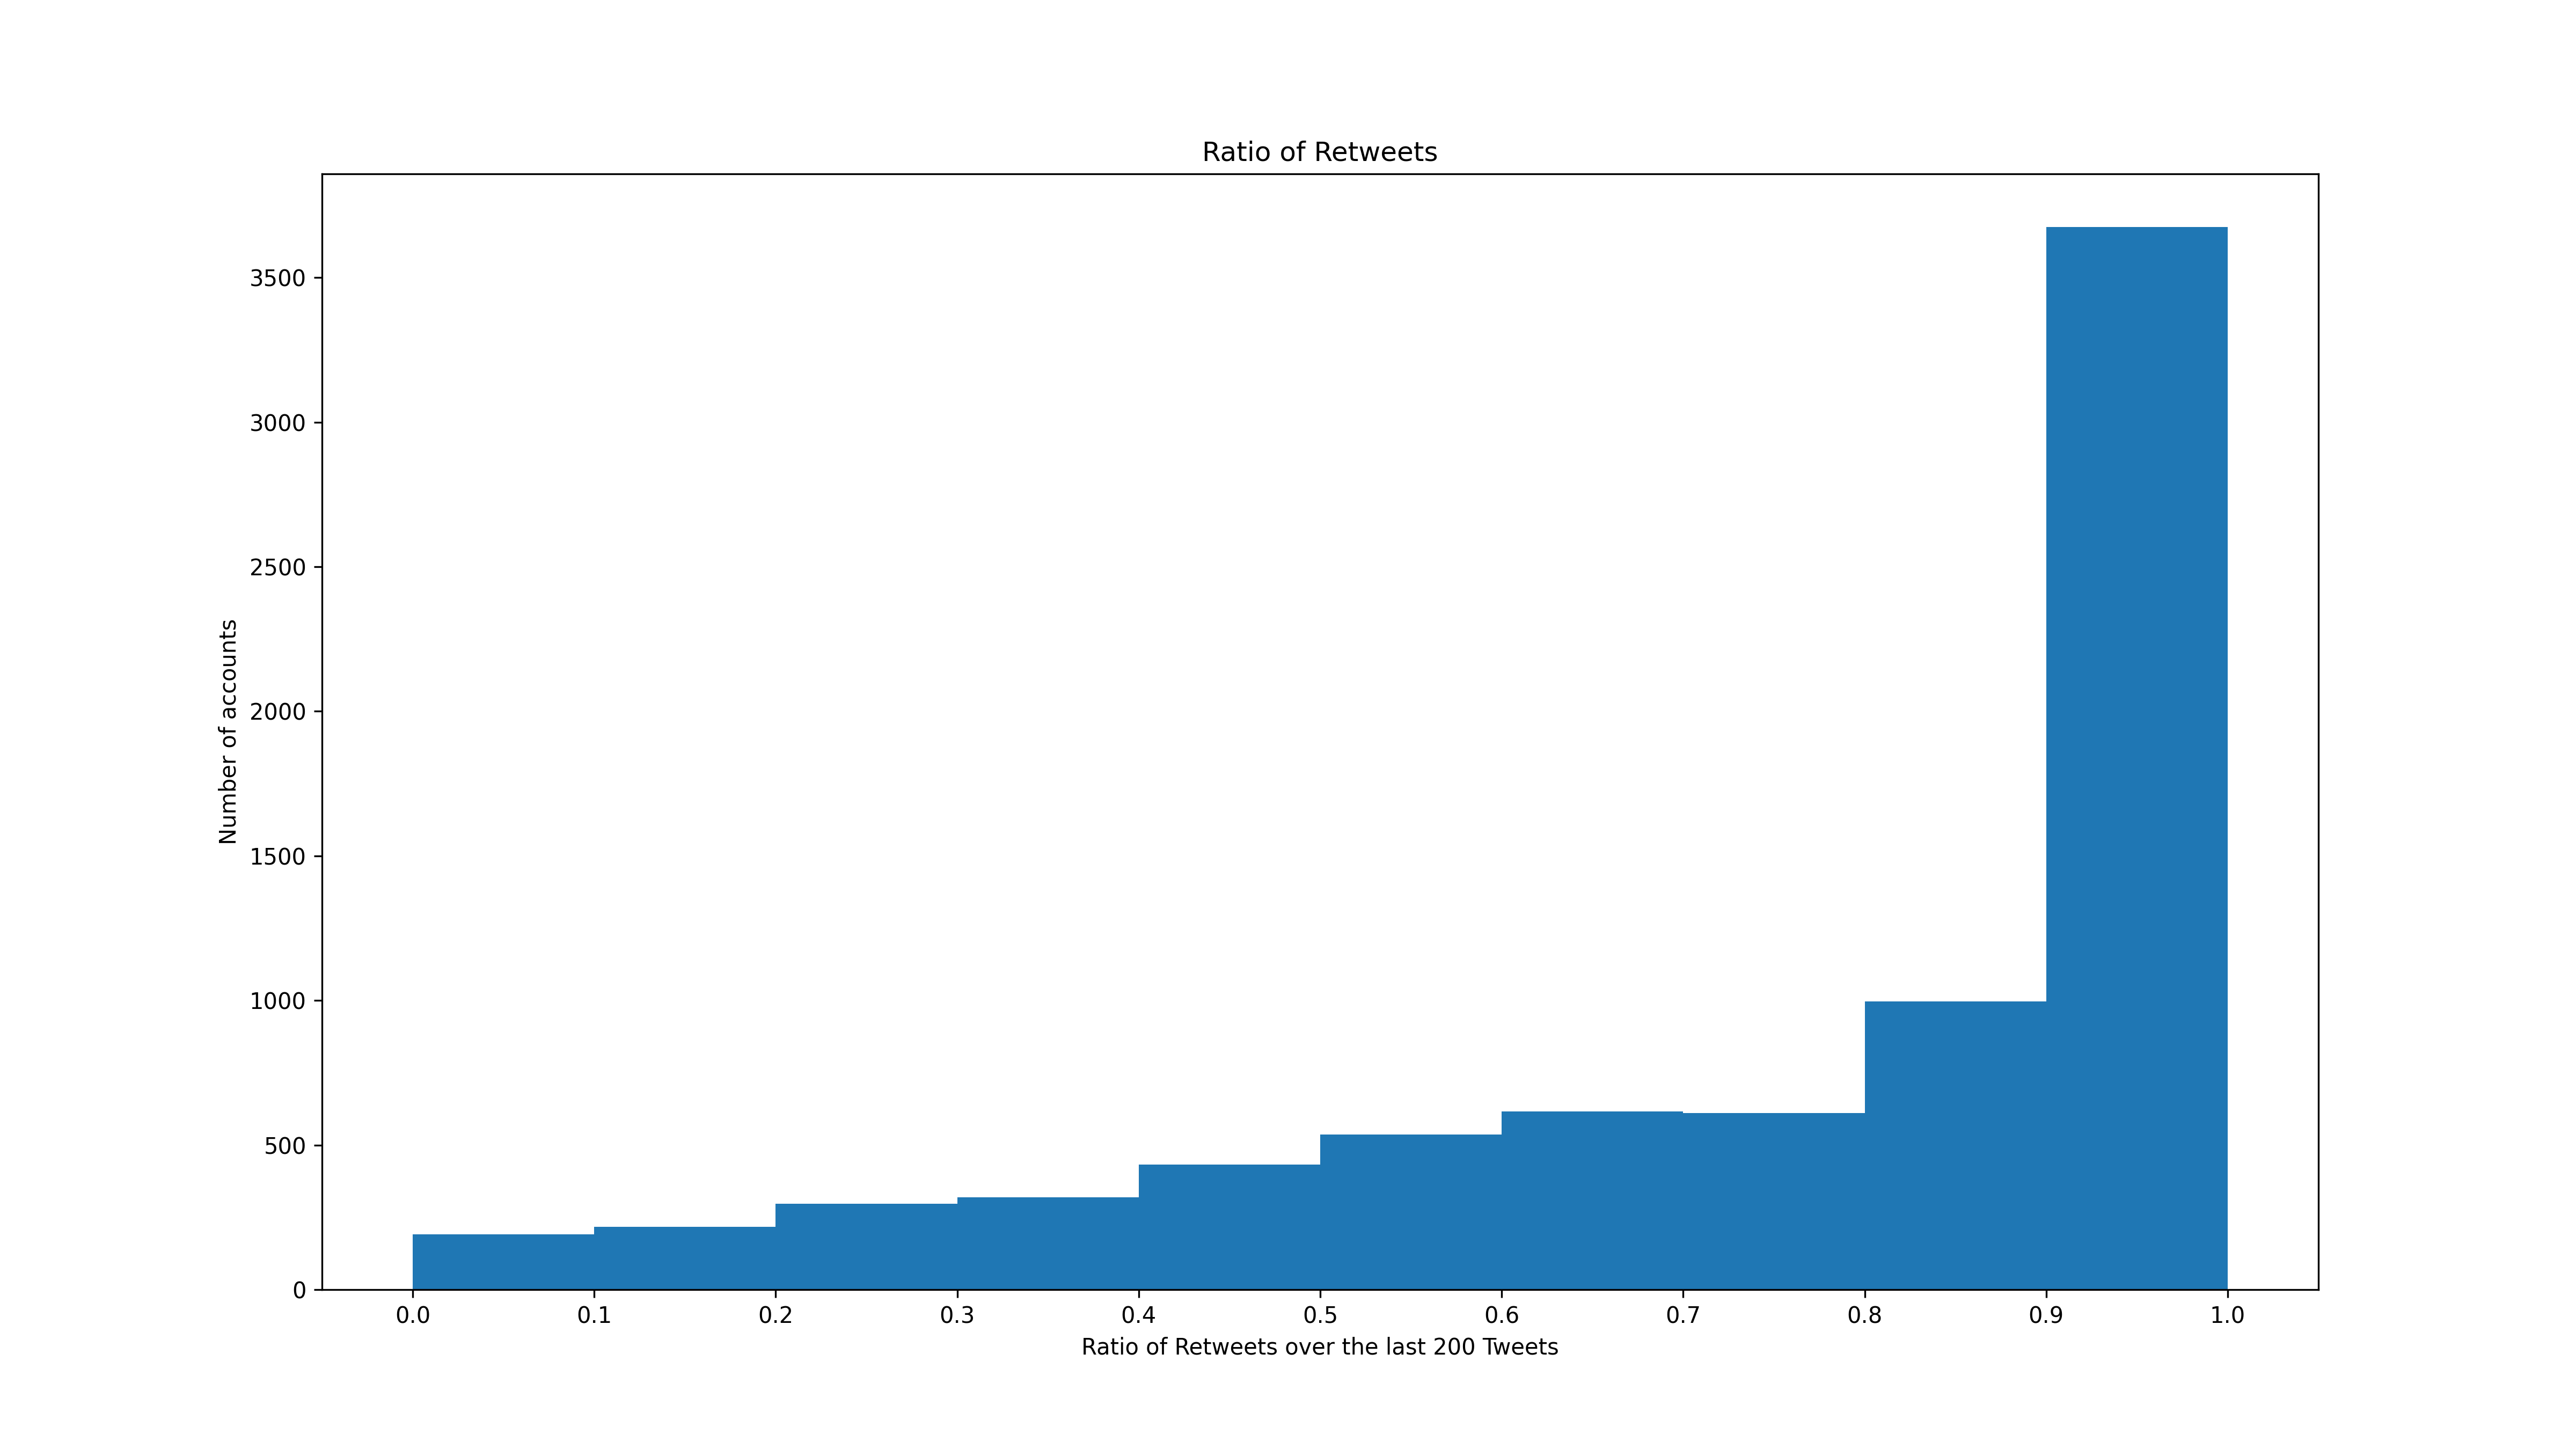 Ratio of Retweets
3500
3000
2500
2000
1500
1000
500
0
Number of accounts
0.0 0.1 0.2 0.3 0.4 0.5 0.6 0.7 0.8 0.9 1.0
Ratio of Retweets over the last 200 Tweets